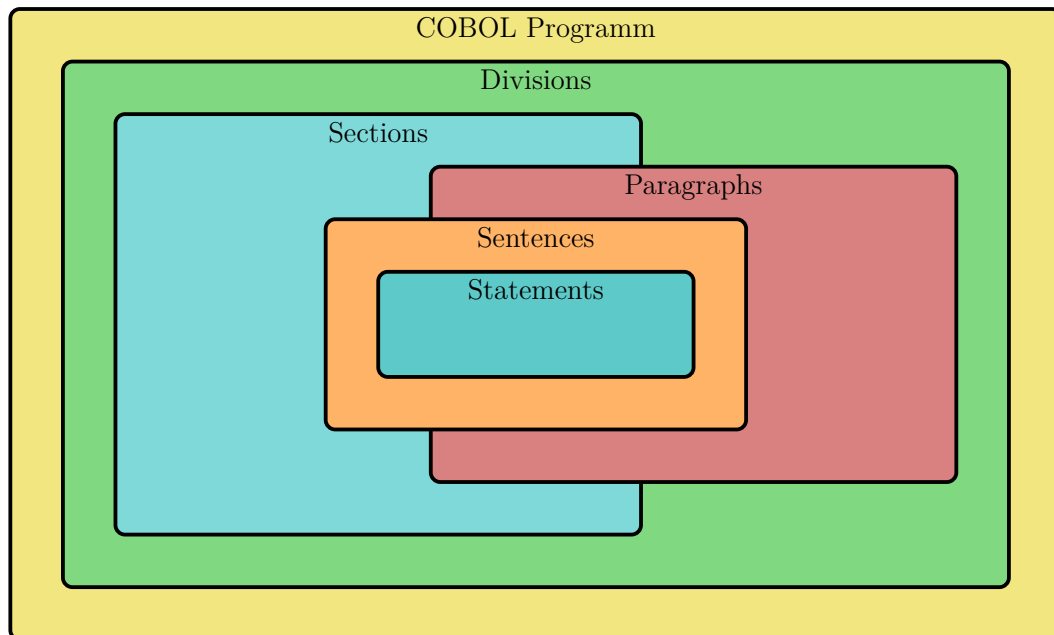 COBOL Programm
Divisions
Sections
Paragraphs
Sentences
Statements